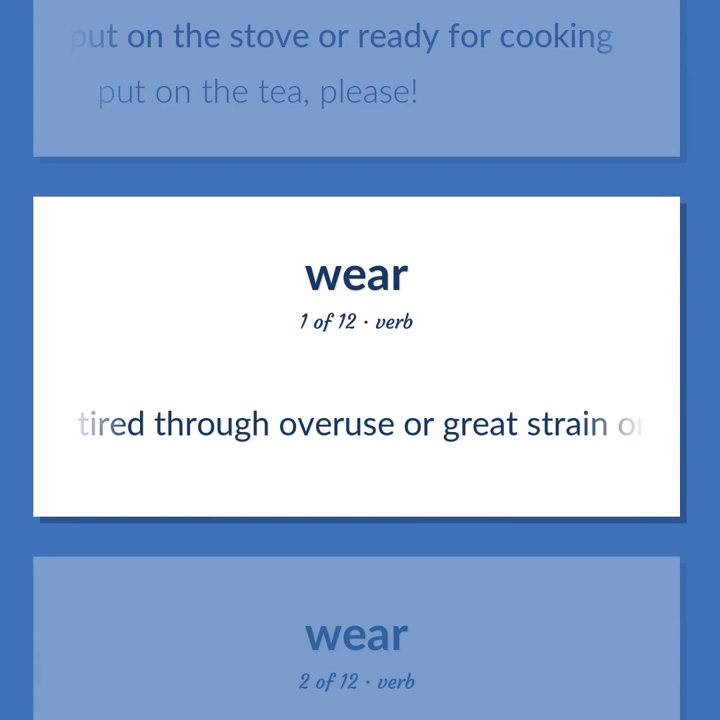 put on the stove or ready for cooking
put on the tea, please!
wear
1 of 12 · verb
tired through overuse or great strain or
wear
2 of 12 · verb